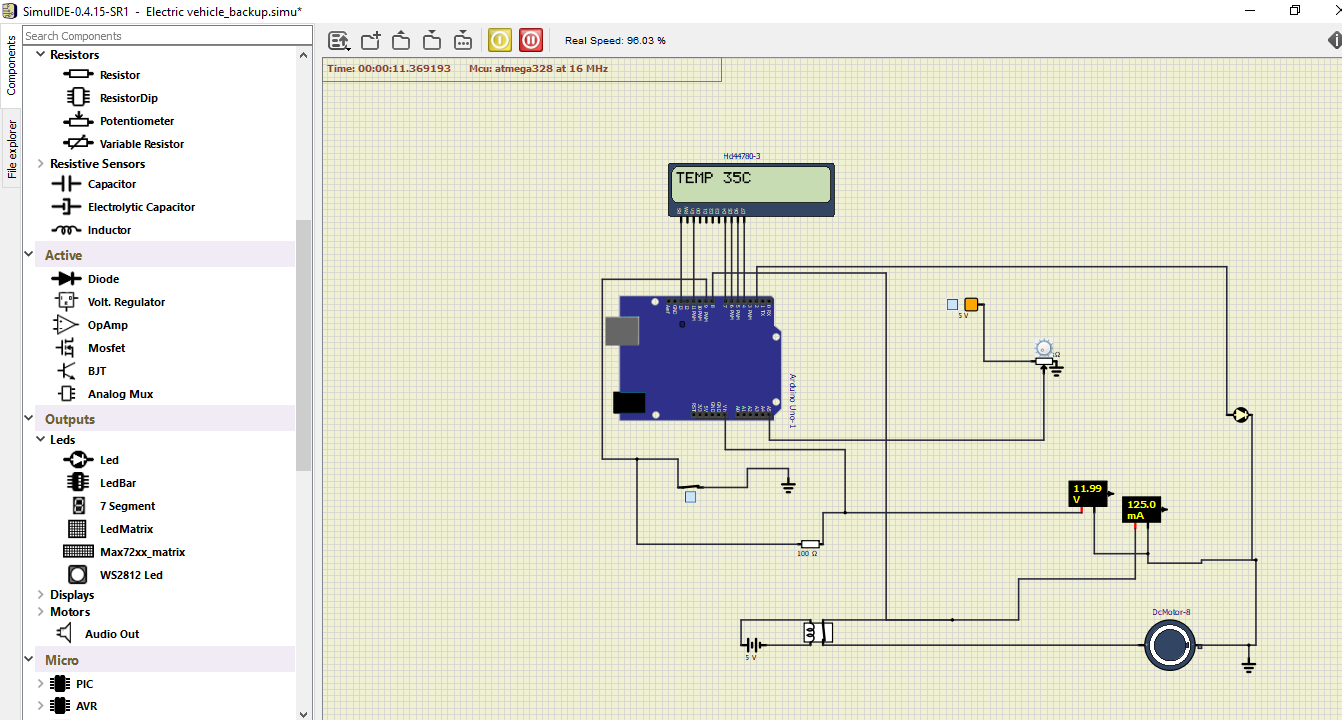 SimulIDE-0.4.15-SR1 - Electric vehicle_backup.simu*
Components
File explorer
Search Components
Resistors
Resistor
ResistorDip
Potentiometer
Variable Resistor
Resistive Sensors
Capacitor
Electrolytic Capacitor
Inductor
Active
Diode
Volt. Regulator
OpAmp
Mosfet
BJT
Analog Mux
Outputs
Leds
Led
LedBar
7 Segment
LedMatrix
Max72xx_matrix
WS2812 Led
Displays
Motors
Audio Out
Micro
PIC
AVR
Real Speed: 96.03 %
Time: 00:00:11.369193 Mcu: atmega328 at 16 MHz
Hd44780-3
TEMP 35C
Arduino Uno-1
5 V
Ω
11.99
V
125.0
mA
100 Ω
5 V
DcMotor-8